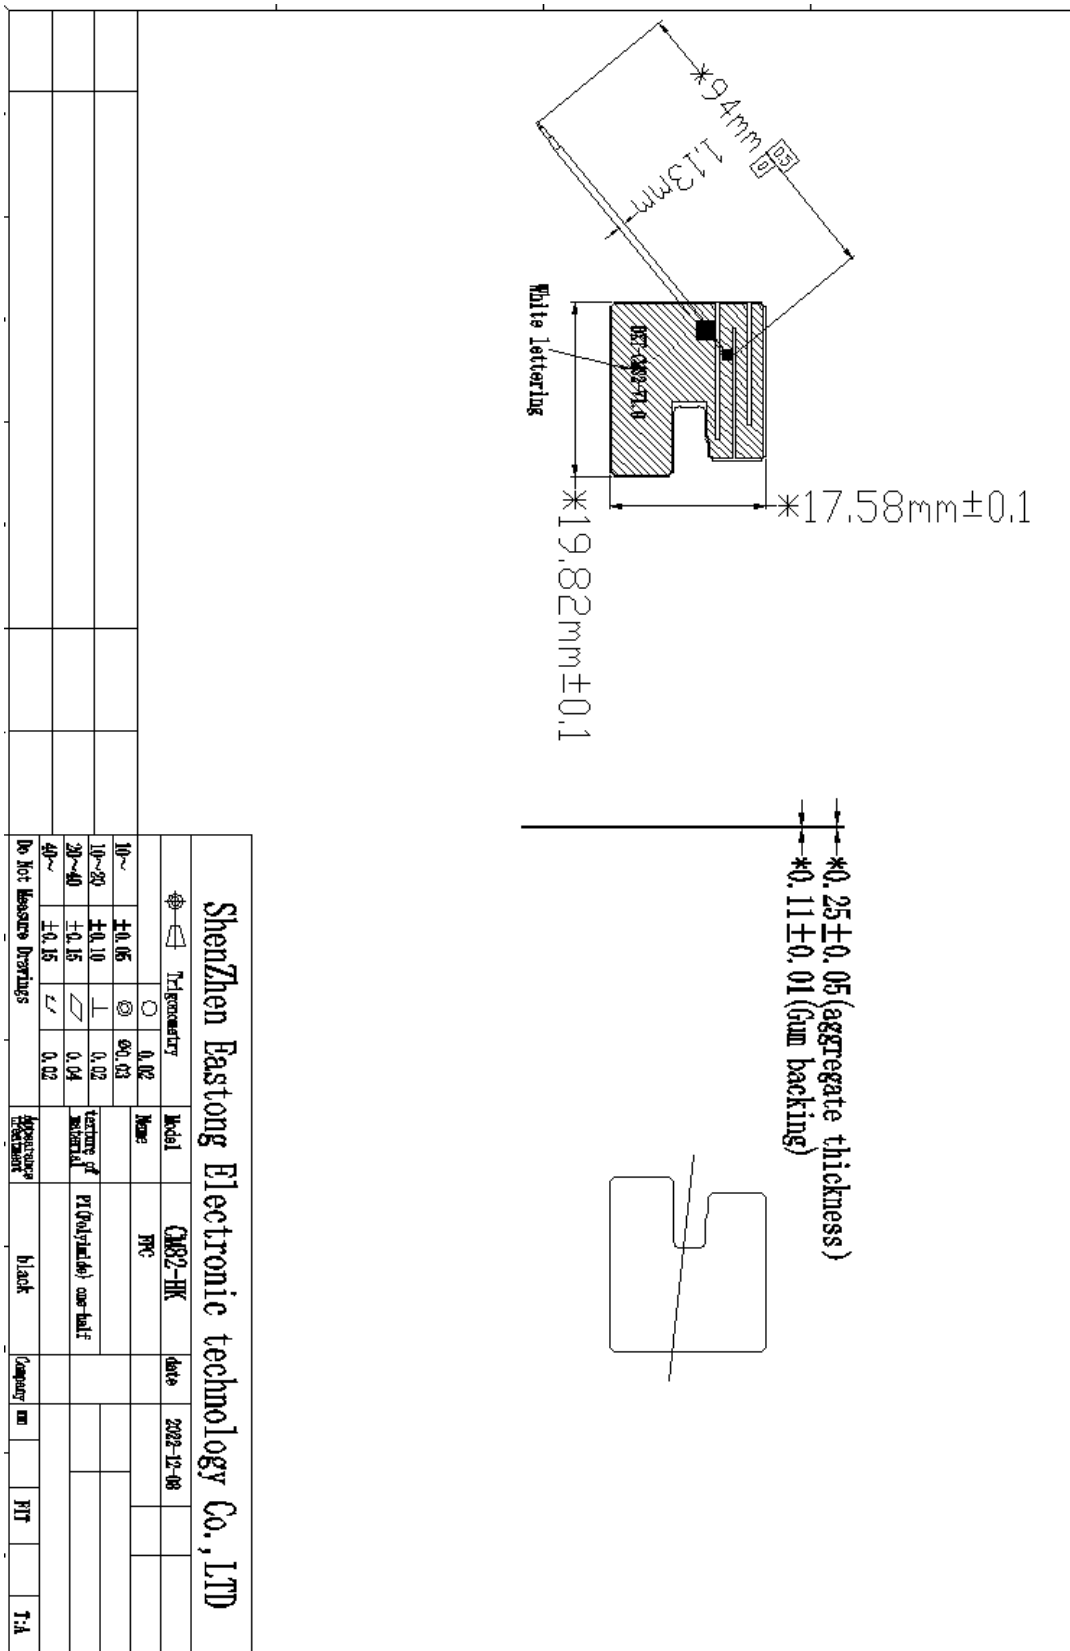 *94mm
05
D
1.13mm
White lettering
*17.58mm±0.1
*19.82mm±0.1
*0.25±0.05(aggregate thickness)
*0.11±0.01(Gum backing)
ShenZhen Eastong Electronic technology Co.,LTD
Trigonometry
Model CM82-HK date 2022-12-08
0.02 Name FPC
10~ ±0.05 Ø0.03
10~20 ±0.10 0.02 texture of material PI(Polyimide) one-half
20~40 ±0.15 0.04
40~ ±0.15 0.02
Do Not Measure Drawings appearance treatment black Company mm FIT T:A